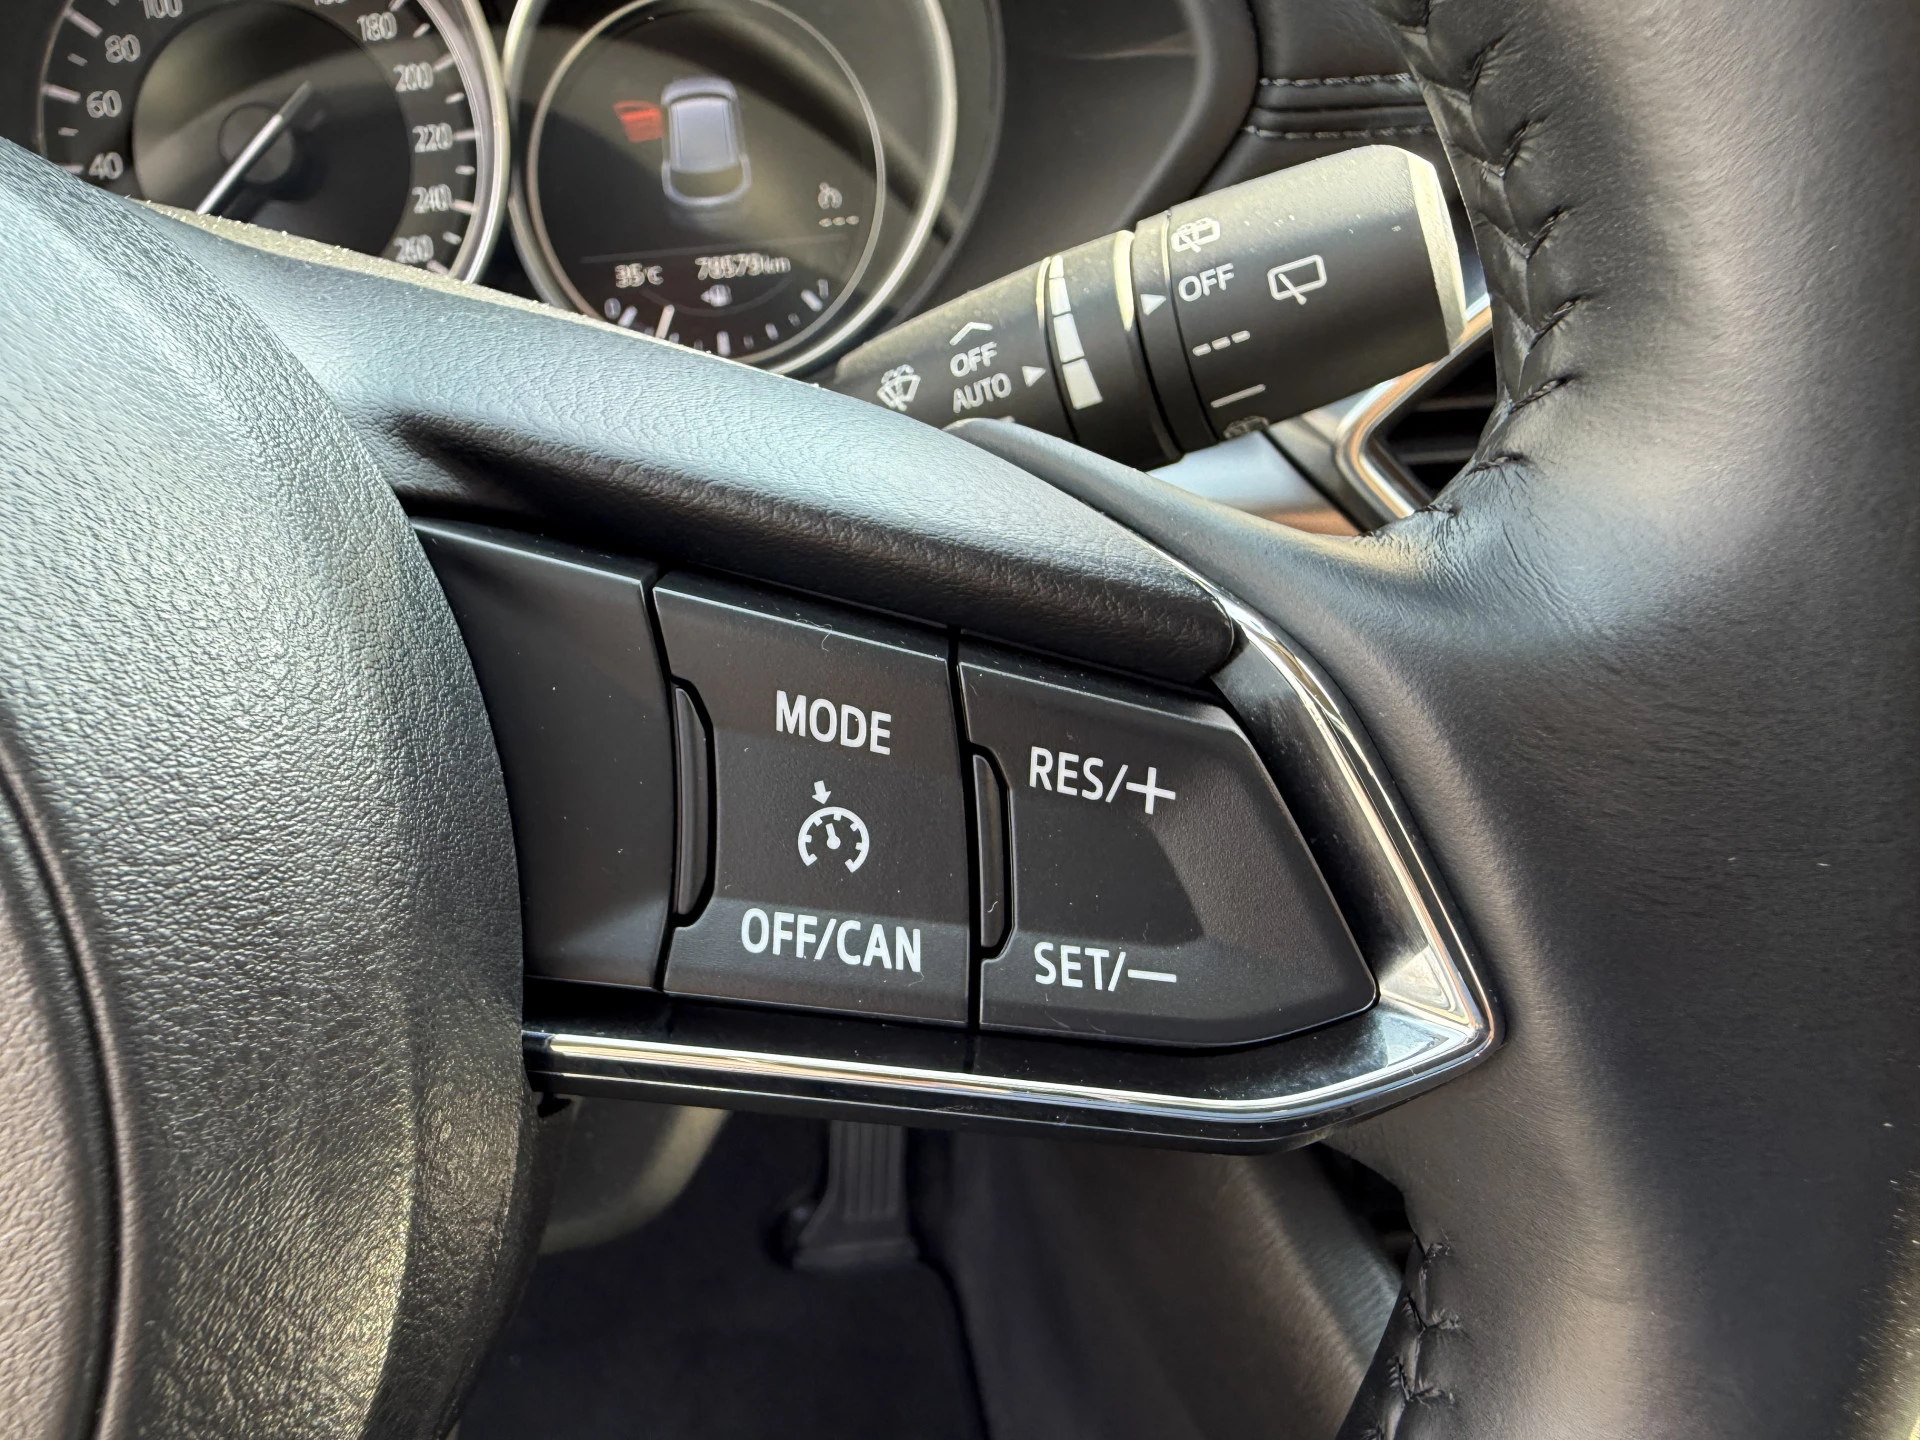 100
80
60
40
180
200
220
240
260
35°C
78579km
OFF
AUTO
OFF
MODE
OFF/CAN
RES/+
SET/−